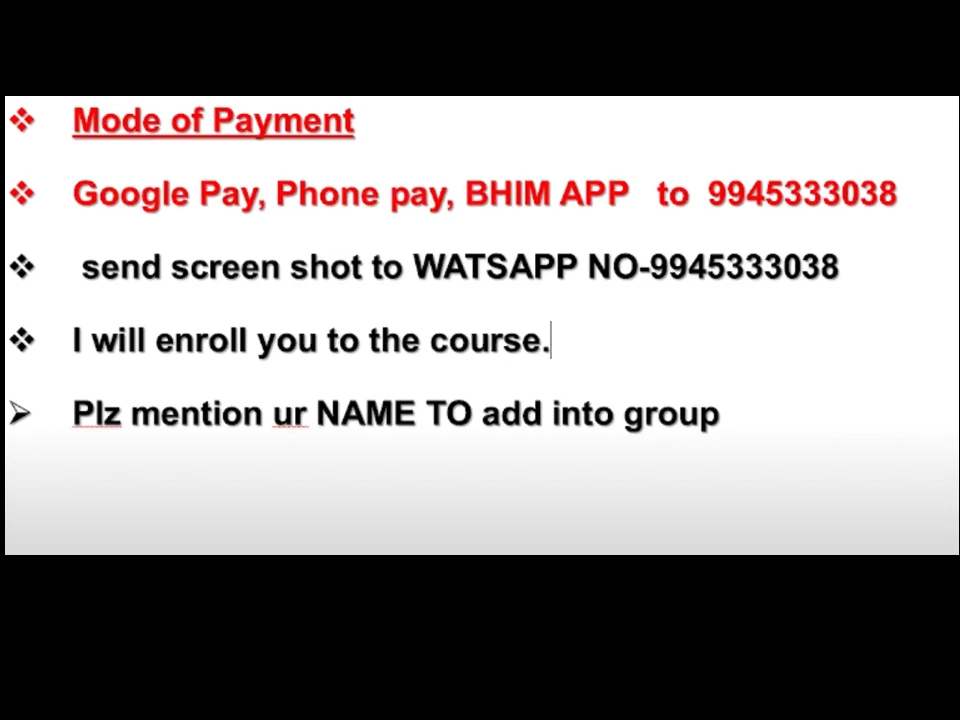 Mode of Payment
Google Pay, Phone pay, BHIM APP to 9945333038
send screen shot to WATSAPP NO-9945333038
I will enroll you to the course.
Plz mention ur NAME TO add into group